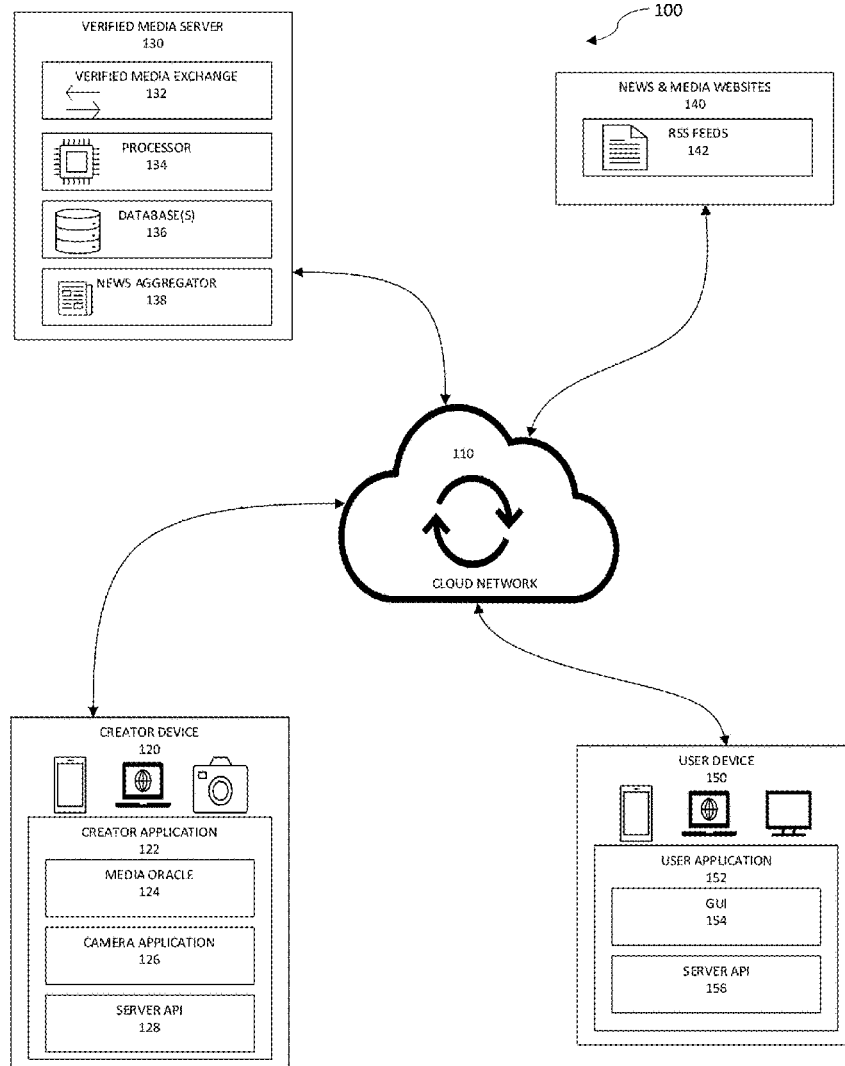 100
VERIFIED MEDIA SERVER
130
VERIFIED MEDIA EXCHANGE
132
PROCESSOR
134
DATABASE(S)
136
NEWS AGGREGATOR
138
NEWS & MEDIA WEBSITES
140
RSS FEEDS
142
110
CLOUD NETWORK
CREATOR DEVICE
120
CREATOR APPLICATION
122
MEDIA ORACLE
124
CAMERA APPLICATION
126
SERVER API
128
USER DEVICE
150
USER APPLICATION
152
GUI
154
SERVER API
156